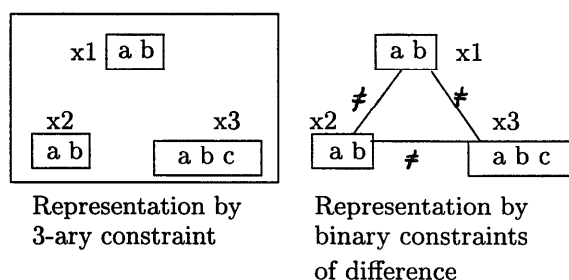 x1 a b
x2
a b
x3
a b c
Representation by
3-ary constraint
a b x1
≠ ≠
x2
a b
≠
x3
a b c
Representation by
binary constraints
of difference